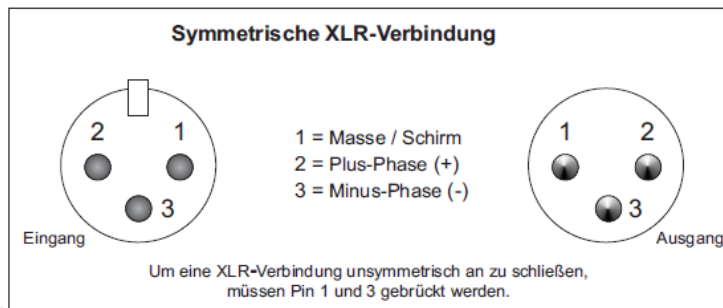 Symmetrische XLR-Verbindung
2 1
3
Eingang
1 = Masse / Schirm
2 = Plus-Phase (+)
3 = Minus-Phase (-)
1 2
3
Ausgang
Um eine XLR-Verbindung unsymmetrisch an zu schließen,
müssen Pin 1 und 3 gebrückt werden.